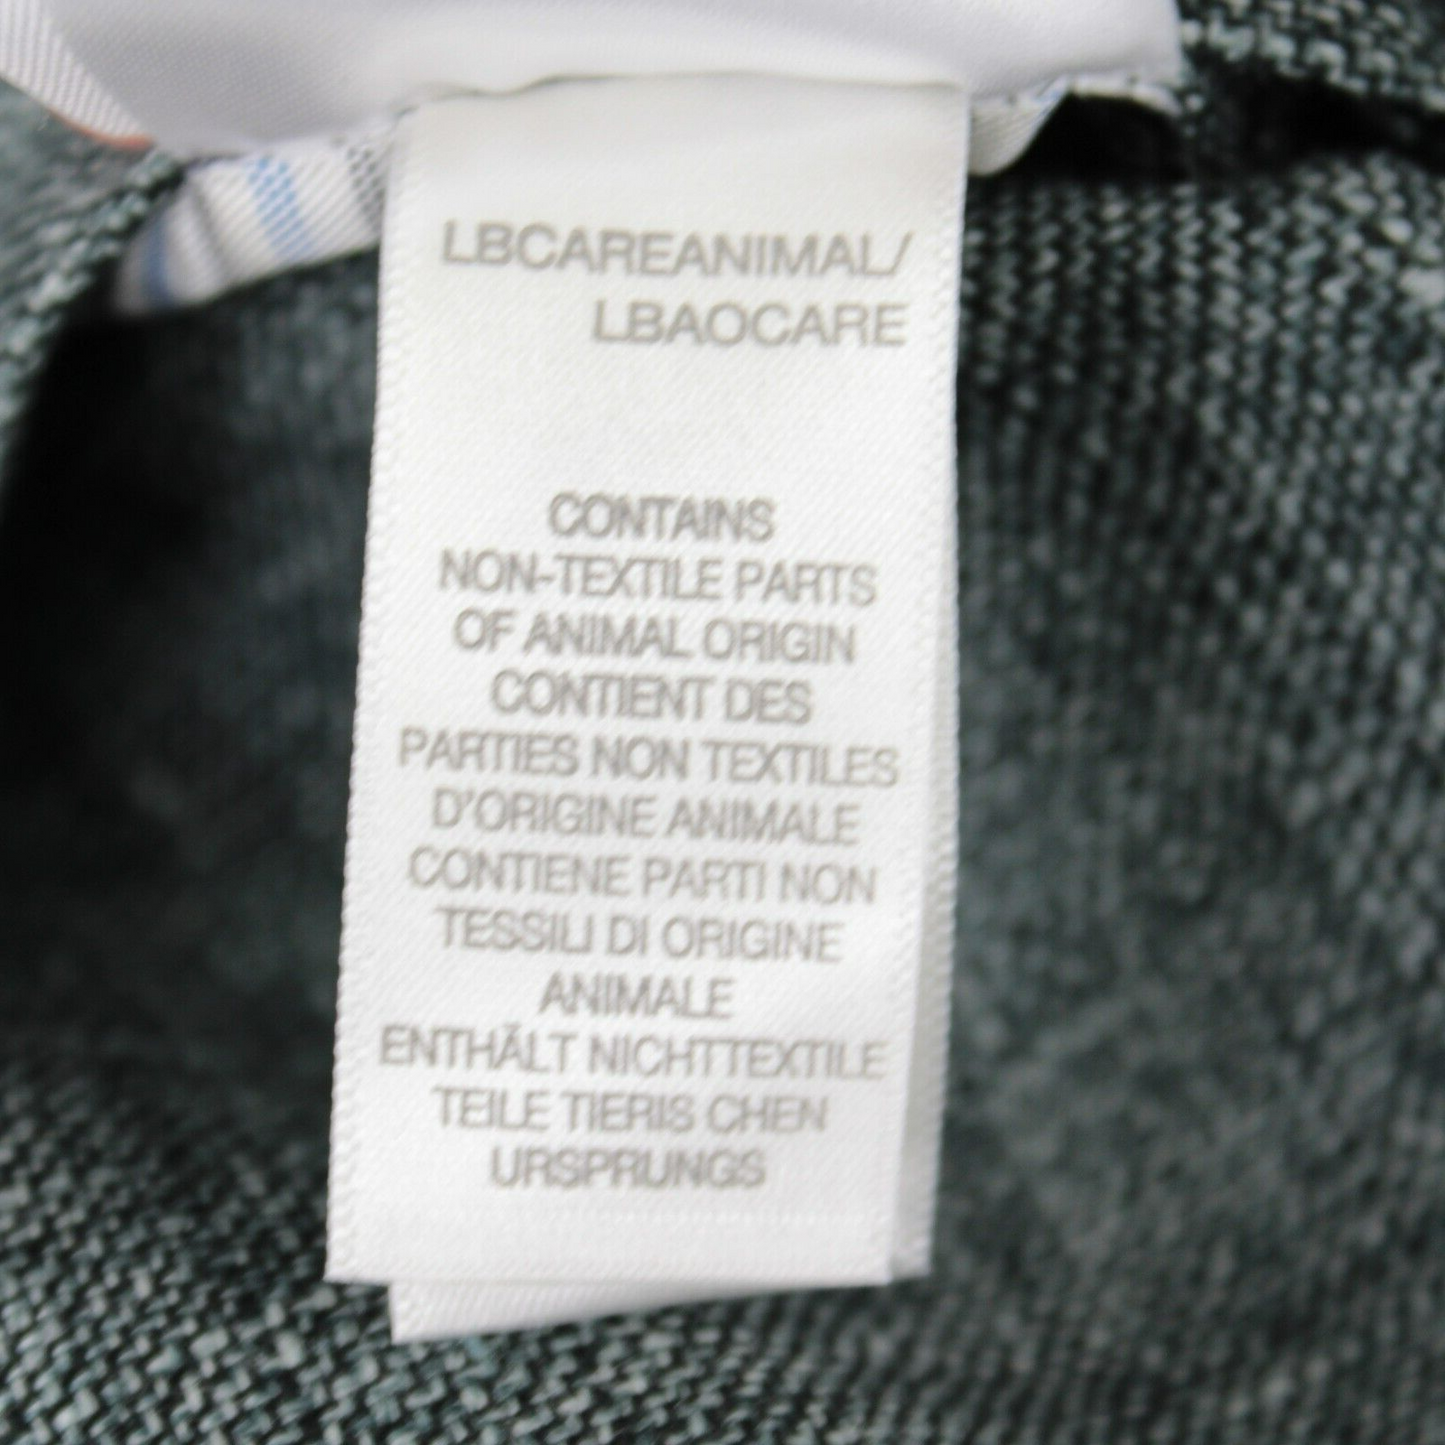 LBCAREANIMAL/
LBAOCARE
CONTAINS
NON-TEXTILE PARTS
OF ANIMAL ORIGIN
CONTIENT DES
PARTIES NON TEXTILES
D'ORIGINE ANIMALE
CONTIENE PARTI NON
TESSILI DI ORIGINE
ANIMALE
ENTHÄLT NICHTTEXTILE
TEILE TIERIS CHEN
URSPRUNGS